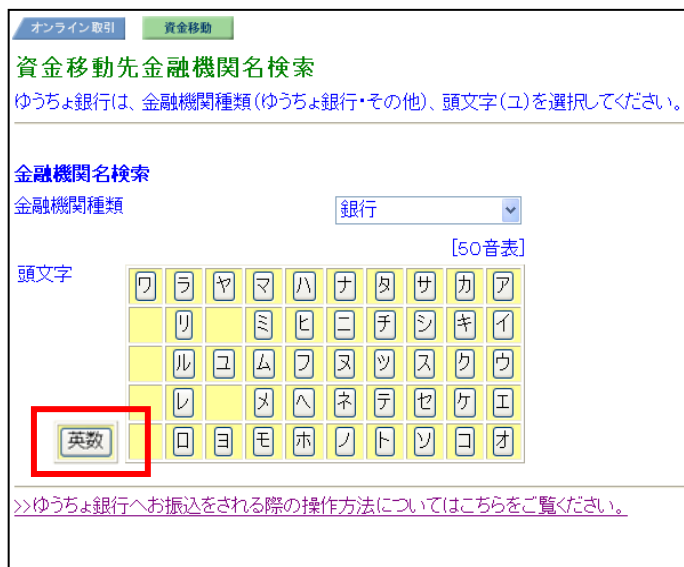 オンライン取引 資金移動
資金移動先金融機関名検索
ゆうちょ銀行は、金融機関種類(ゆうちょ銀行・その他)、頭文字(ユ)を選択してください。
金融機関名検索
金融機関種類 銀行
[50音表]
頭文字 ワ ラ ヤ マ ハ ナ タ サ カ ア
リ ミ ヒ ニ チ シ キ イ
ル ユ ム フ ヌ ツ ス ク ウ
レ メ ヘ ネ テ セ ケ エ
英数 ロ ヨ モ ホ ノ ト ソ コ オ
>>ゆうちょ銀行へお振込をされる際の操作方法についてはこちらをご覧ください。